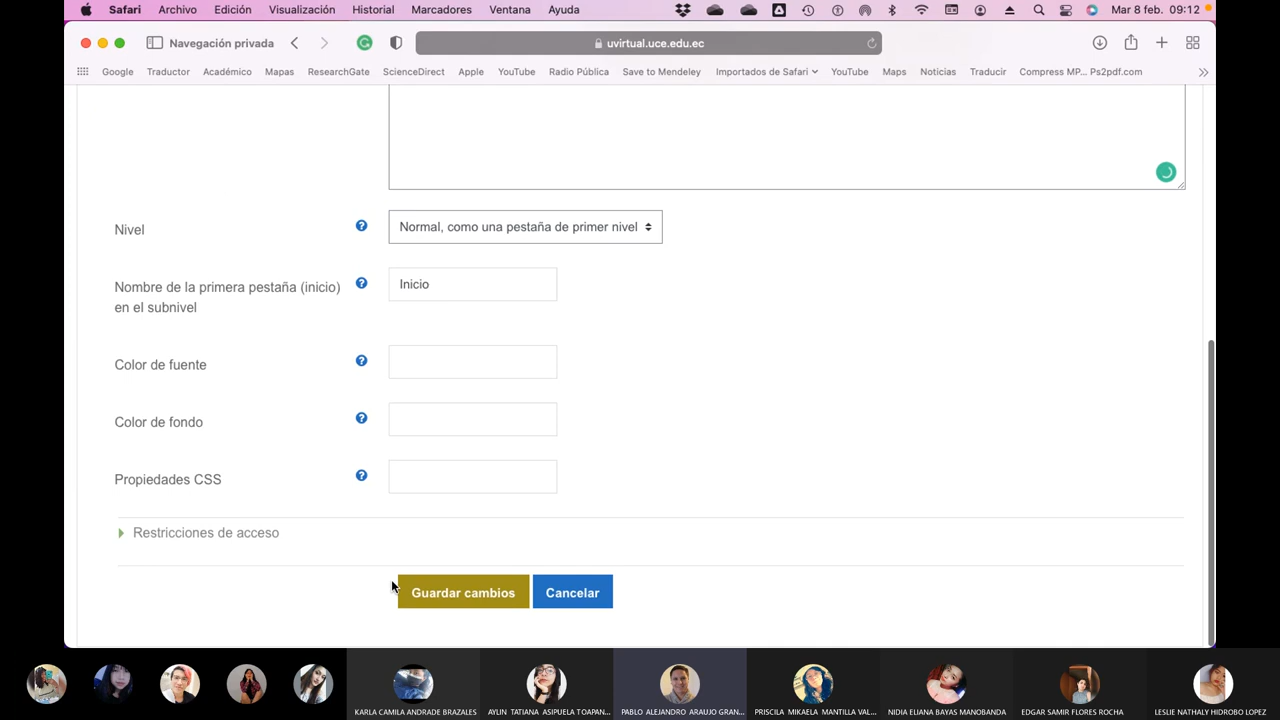 Safari Archivo Edición Visualización Historial Marcadores Ventana Ayuda Mar 8 feb. 09:12
Navegación privada uvirtual.uce.edu.ec
Google Traductor Académico Mapas ResearchGate ScienceDirect Apple YouTube Radio Pública Save to Mendeley Importados de Safari YouTube Maps Noticias Traducir Compress MP... Ps2pdf.com
Nivel
Normal, como una pestaña de primer nivel
Nombre de la primera pestaña (inicio)
en el subnivel
Inicio
Color de fuente
Color de fondo
Propiedades CSS
Restricciones de acceso
Guardar cambios Cancelar
KARLA CAMILA ANDRADE BRAZALES AYLIN TATIANA ASIPUELA TOAPAN... PABLO ALEJANDRO ARAUJO GRAN... PRISCILA MIKAELA MANTILLA VAL... NIDIA ELIANA BAYAS MANOBANDA EDGAR SAMIR FLORES ROCHA LESLIE NATHALY HIDROBO LOPEZ